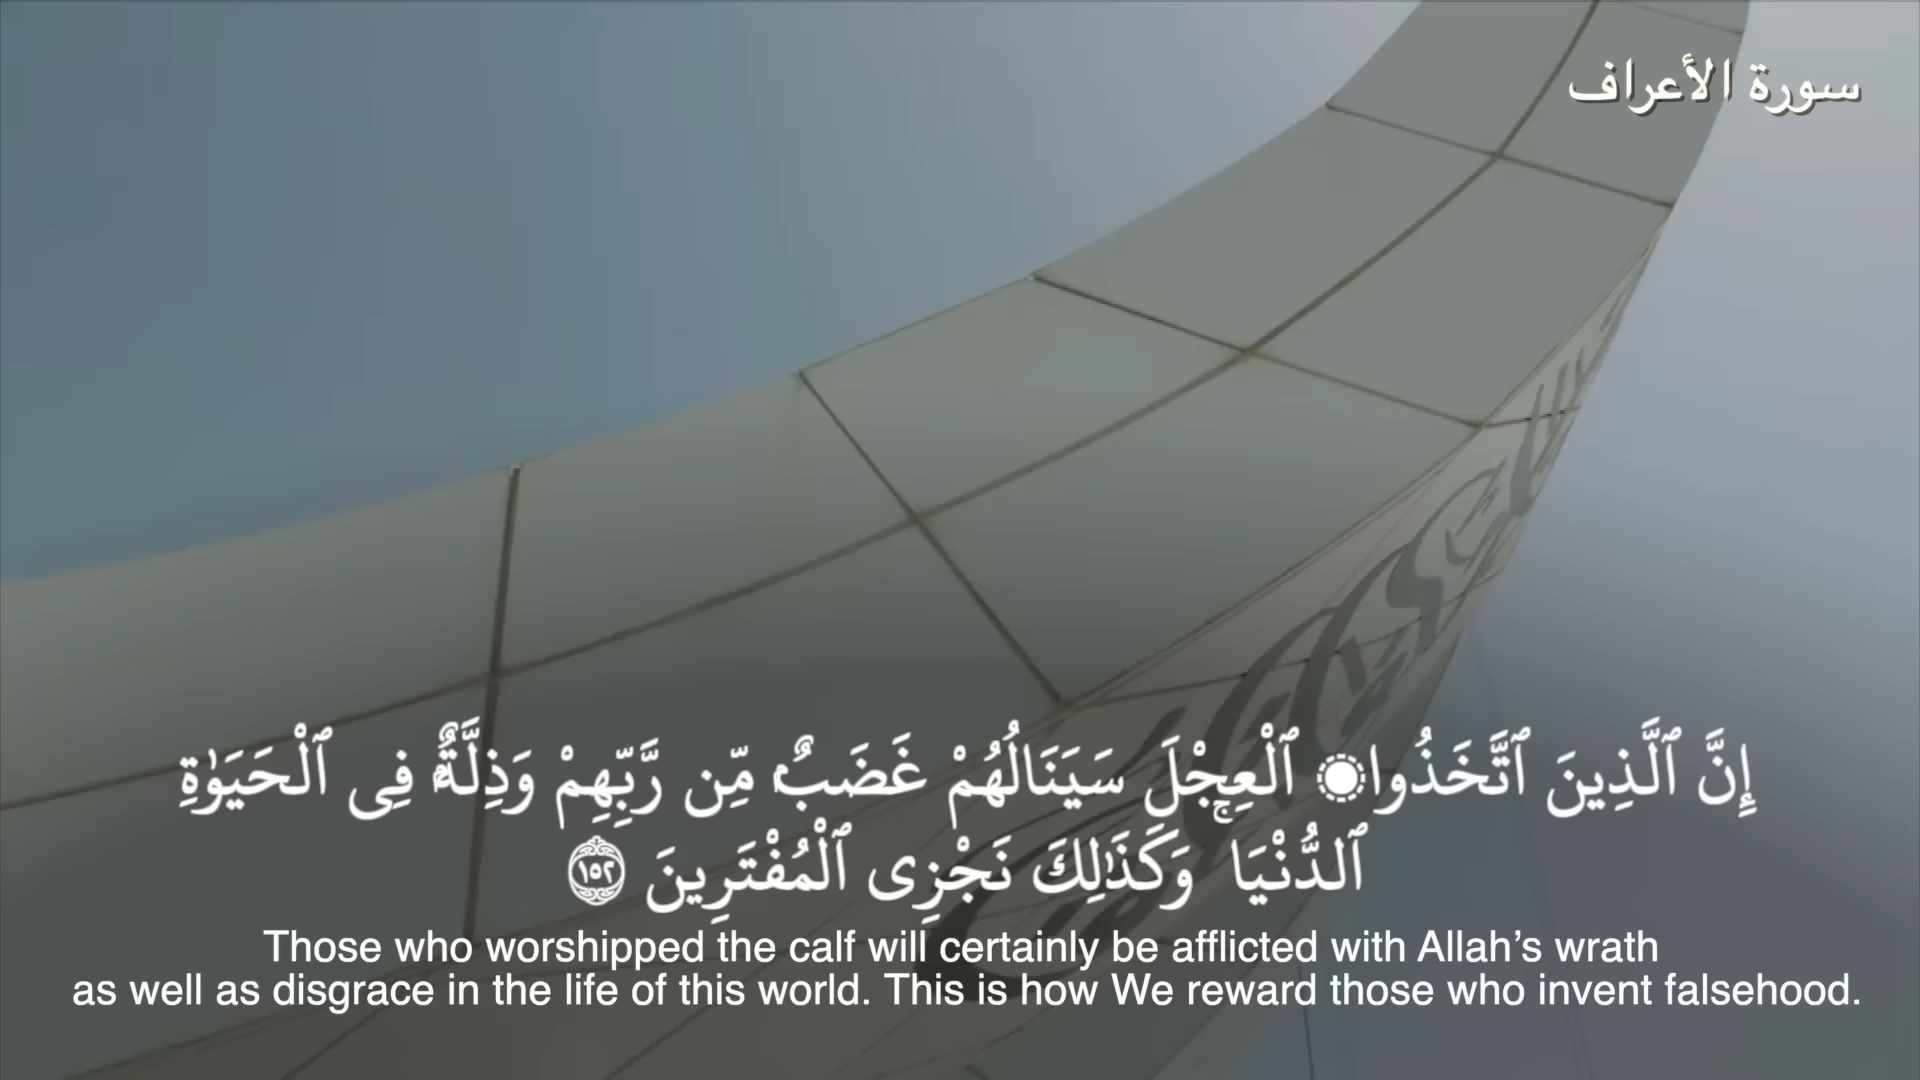 سورة الأعراف
إِنَّ ٱلَّذِينَ ٱتَّخَذُوا۟ ٱلْعِجْلَ سَيَنَالُهُمْ غَضَبٌ مِّن رَّبِّهِمْ وَذِلَّةٌ فِى ٱلْحَيَوٰةِ
ٱلدُّنْيَا ۚ وَكَذَٰلِكَ نَجْزِى ٱلْمُفْتَرِينَ ١٥٢
Those who worshipped the calf will certainly be afflicted with Allah’s wrath
as well as disgrace in the life of this world. This is how We reward those who invent falsehood.